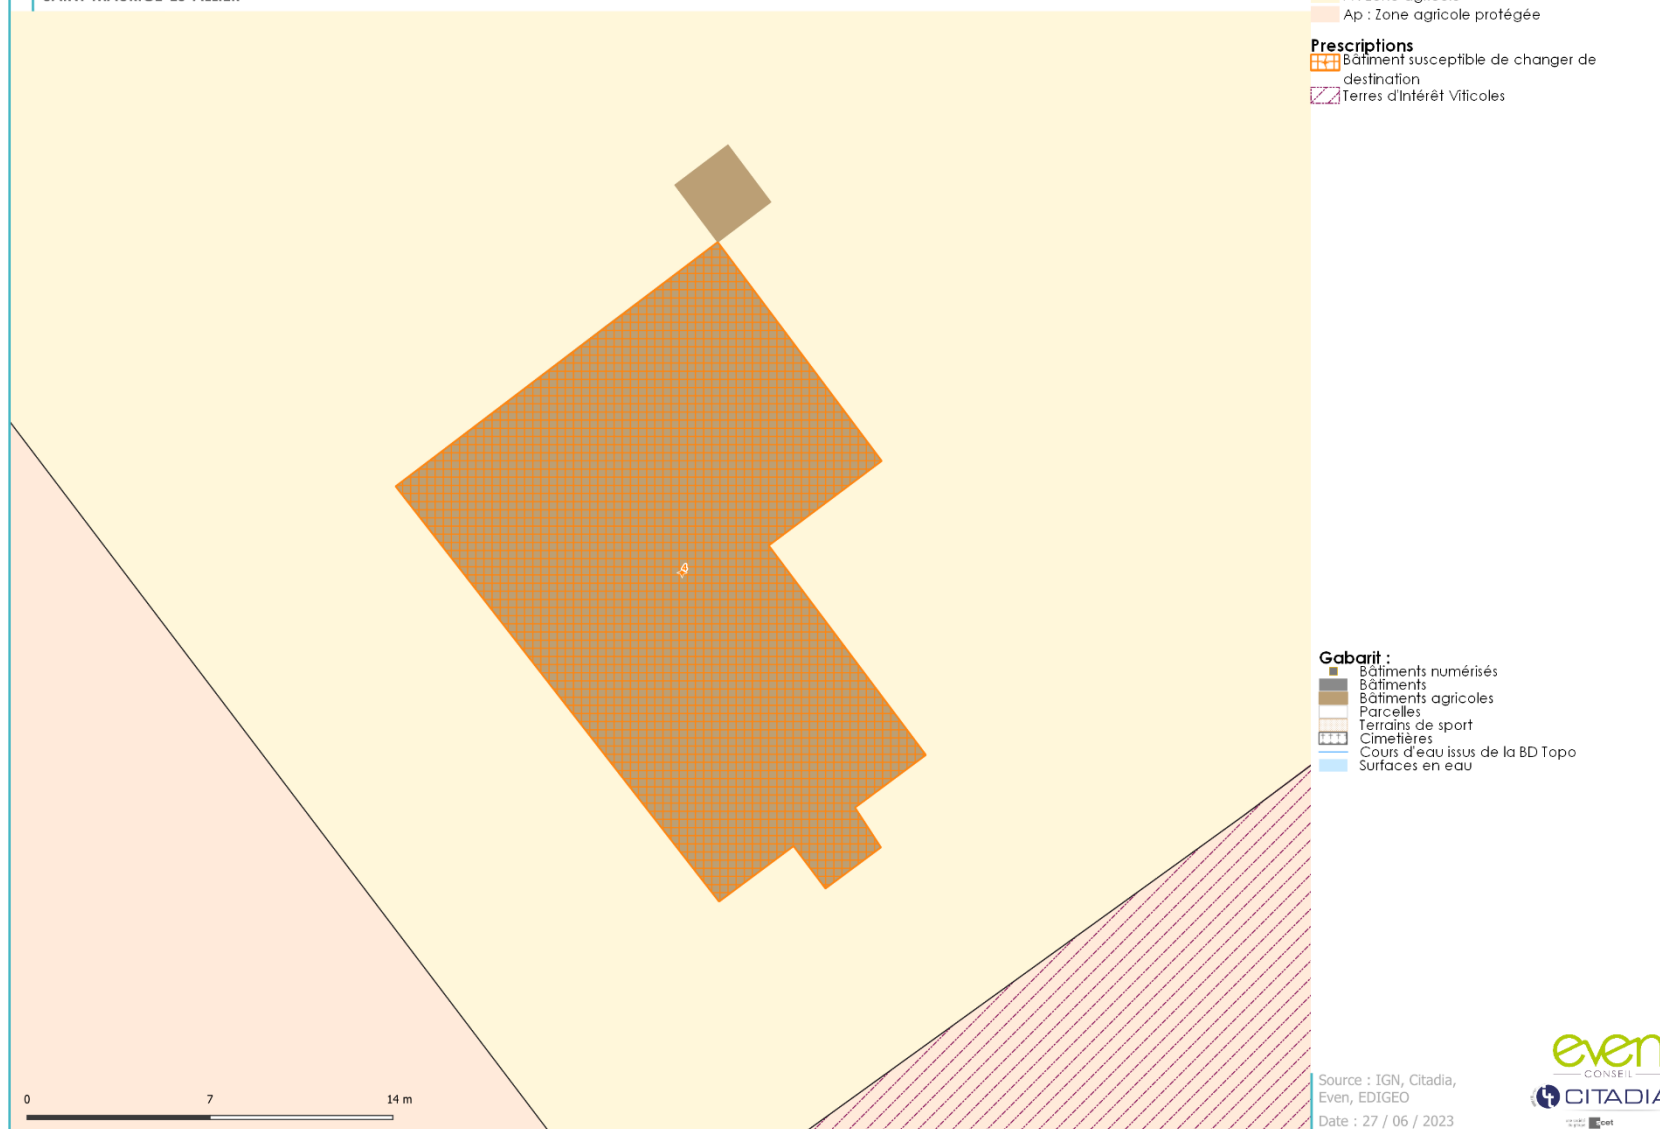 Ap : Zone agricole protégée
Prescriptions
Bâtiment susceptible de changer de
destination
Terres d'Intérêt Viticoles
Gabarit :
Bâtiments numérisés
Bâtiments
Bâtiments agricoles
Parcelles
Terrains de sport
Cimetières
Cours d'eau issus de la BD Topo
Surfaces en eau
0 7 14 m
Source : IGN, Citadia,
Even, EDIGEO
Date : 27 / 06 / 2023
even
CONSEIL
CITADIA
scet